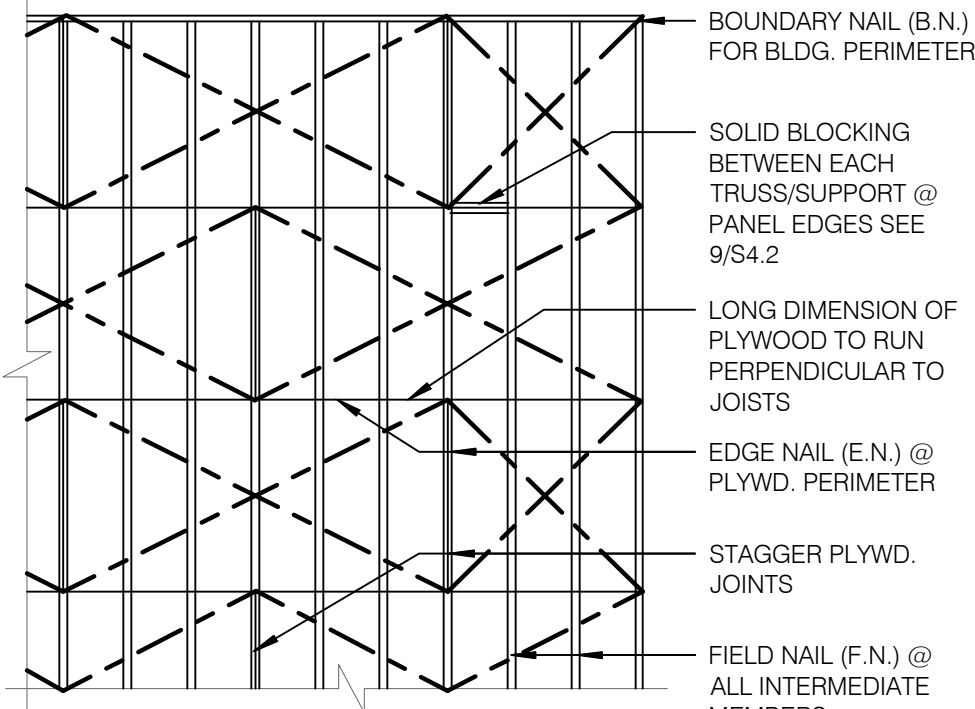 BOUNDARY NAIL (B.N.)
FOR BLDG. PERIMETER
SOLID BLOCKING
BETWEEN EACH
TRUSS/SUPPORT @
PANEL EDGES SEE
9/S4.2
LONG DIMENSION OF
PLYWOOD TO RUN
PERPENDICULAR TO
JOISTS
EDGE NAIL (E.N.) @
PLYWD. PERIMETER
STAGGER PLYWD.
JOINTS
FIELD NAIL (F.N.) @
ALL INTERMEDIATE